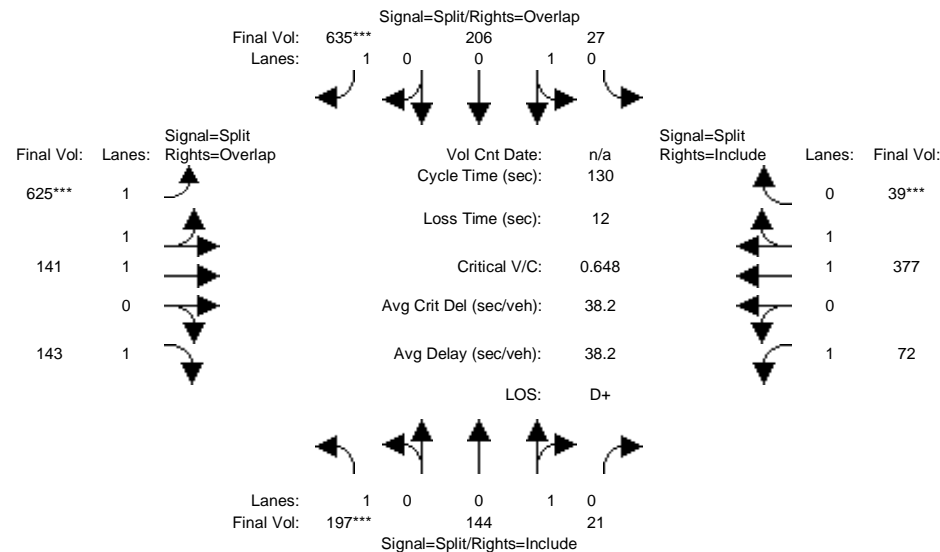 Signal=Split/Rights=Overlap
Final Vol: 635*** 206 27
Lanes: 1 0 0 1 0
Signal=Split Signal=Split
Final Vol: Lanes: Rights=Overlap Vol Cnt Date: n/a Rights=Include Lanes: Final Vol:
Cycle Time (sec): 130
625*** 1 0 39***
Loss Time (sec): 12
1 1
141 1 Critical V/C: 0.648 1 377
0 Avg Crit Del (sec/veh): 38.2 0
143 1 Avg Delay (sec/veh): 38.2 1 72
LOS: D+
Lanes: 1 0 0 1 0
Final Vol: 197*** 144 21
Signal=Split/Rights=Include